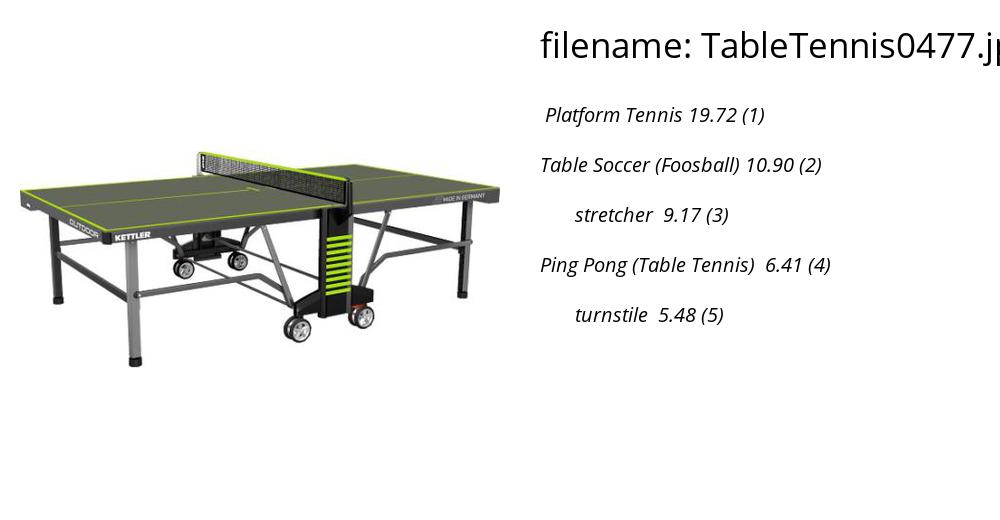 filename: TableTennis0477.jp
Platform Tennis 19.72 (1)
Table Soccer (Foosball) 10.90 (2)
stretcher 9.17 (3)
Ping Pong (Table Tennis) 6.41 (4)
turnstile 5.48 (5)
MADE IN GERMANY
OUTDOOR
KETTLER